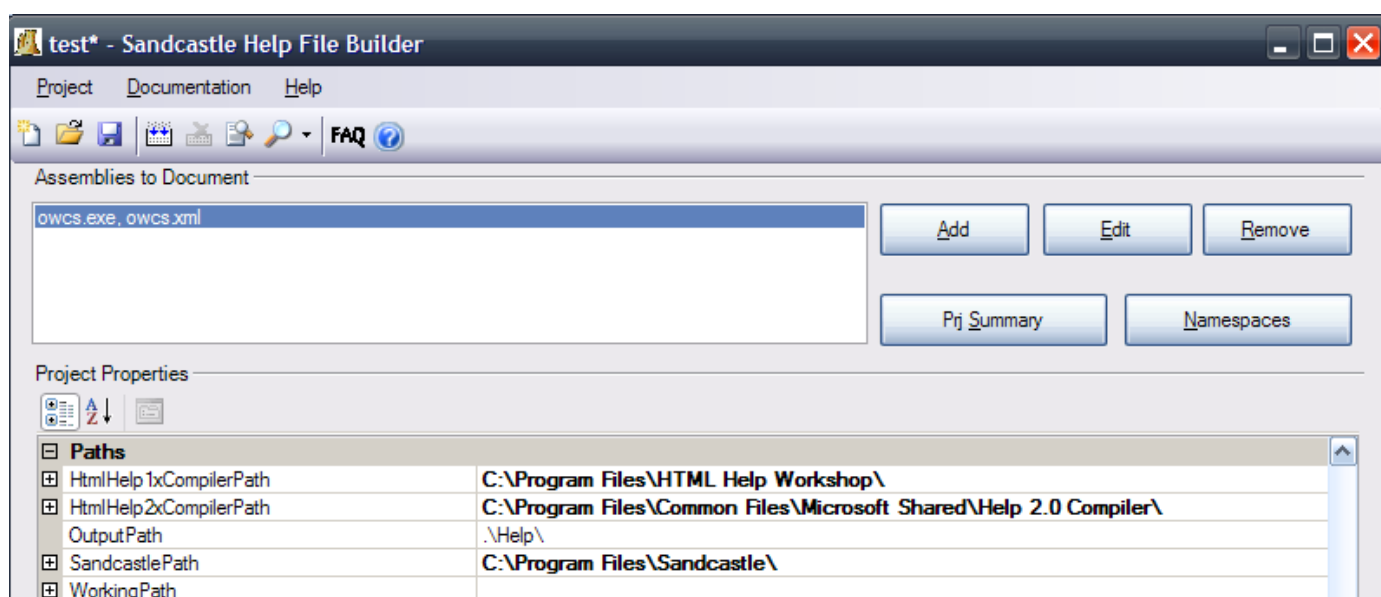 test* - Sandcastle Help File Builder
Project Documentation Help
FAQ
Assemblies to Document
owcs.exe, owcs.xml
Add Edit Remove
Prj Summary Namespaces
Project Properties
Paths
HtmlHelp1xCompilerPath C:\Program Files\HTML Help Workshop\
HtmlHelp2xCompilerPath C:\Program Files\Common Files\Microsoft Shared\Help 2.0 Compiler\
OutputPath .\Help\
SandcastlePath C:\Program Files\Sandcastle\
WorkingPath